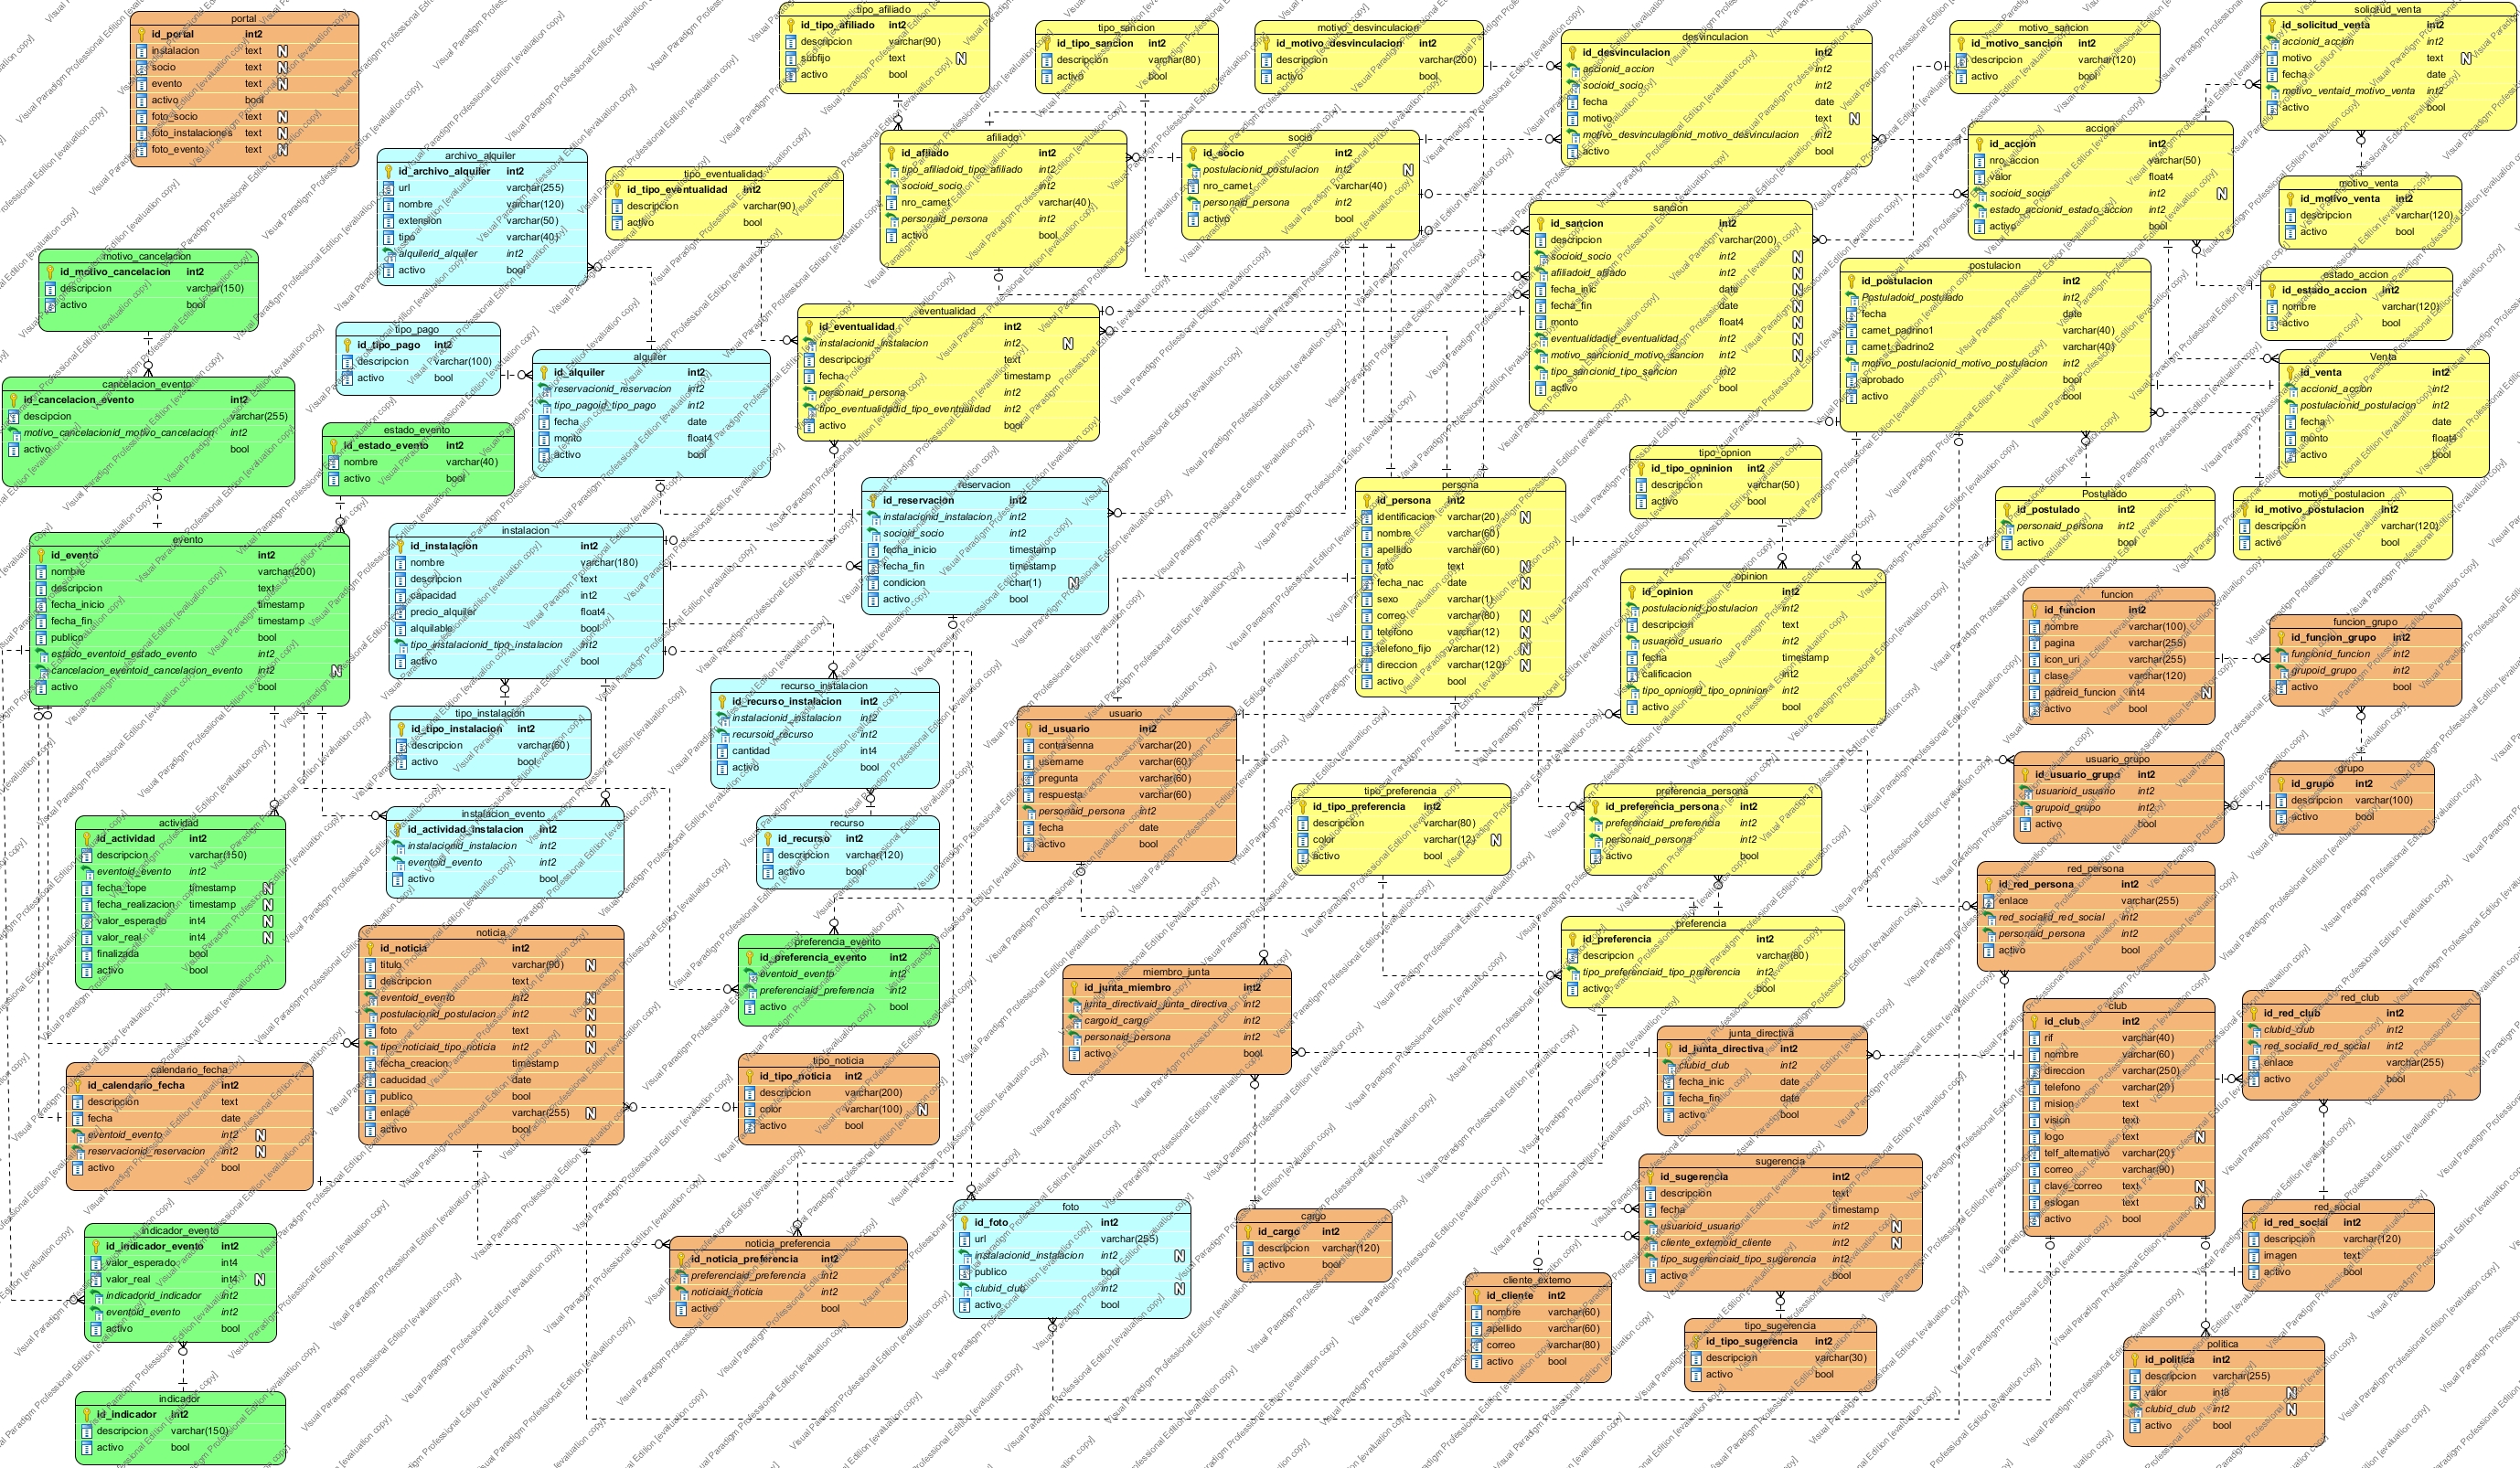 portal
id_portal int2
instalacion text N
socio text N
evento text N
activo bool
foto_socio text N
foto_instalaciones text N
foto_evento text N
tipo_afiliado
id_tipo_afiliado int2
descripcion varchar(90)
subfijo text N
activo bool
tipo_sancion
id_tipo_sancion int2
descripcion varchar(80)
activo bool
motivo_desvinculacion
id_motivo_desvinculacion int2
descripcion varchar(200)
activo bool
desvinculacion
id_desvinculacion int2
accionid_accion int2
socioid_socio int2
fecha date
motivo text N
motivo_desvinculacionid_motivo_desvinculacion int2
activo bool
motivo_sancion
id_motivo_sancion int2
descripcion varchar(120)
activo bool
solicitud_venta
id_solicitud_venta int2
accionid_accion int2
motivo text N
fecha date
motivo_ventaid_motivo_venta int2
activo bool
archivo_alquiler
id_archivo_alquiler int2
url varchar(255)
nombre varchar(120)
extension varchar(50)
tipo varchar(40)
alquilerid_alquiler int2
activo bool
tipo_eventualidad
id_tipo_eventualidad int2
descripcion varchar(90)
activo bool
afiliado
id_afiliado int2
tipo_afiliadoid_tipo_afiliado int2
socioid_socio int2
nro_carnet varchar(40)
personaid_persona int2
activo bool
socio
id_socio int2
postulacionid_postulacion int2 N
nro_carnet varchar(40)
personaid_persona int2
activo bool
accion
id_accion int2
nro_accion varchar(50)
valor float4
socioid_socio int2 N
estado_accionid_estado_accion int2
activo bool
motivo_venta
id_motivo_venta int2
descripcion varchar(120)
activo bool
sancion
id_sancion int2
descripcion varchar(200)
socioid_socio int2 N
afiliadoid_afiliado int2 N
fecha_inic date N
fecha_fin date N
monto float4 N
eventualidadid_eventualidad int2 N
motivo_sancionid_motivo_sancion int2 N
tipo_sancionid_tipo_sancion int2
activo bool
postulacion
id_postulacion int2
Postuladoid_postulado int2
fecha date
carnet_padrino1 varchar(40)
carnet_padrino2 varchar(40)
motivo_postulacionid_motivo_postulacion int2
aprobado bool
activo bool
estado_accion
id_estado_accion int2
nombre varchar(120)
activo bool
motivo_cancelacion
id_motivo_cancelacion int2
descripcion varchar(150)
activo bool
eventualidad
id_eventualidad int2
instalacionid_instalacion int2 N
descripcion text
fecha timestamp
personaid_persona int2
tipo_eventualidadid_tipo_eventualidad int2
activo bool
tipo_pago
id_tipo_pago int2
descripcion varchar(100)
activo bool
alquiler
id_alquiler int2
reservacionid_reservacion int2
tipo_pagoid_tipo_pago int2
fecha date
monto float4
activo bool
Venta
id_venta int2
accionid_accion int2
postulacionid_postulacion int2
fecha date
monto float4
activo bool
cancelacion_evento
id_cancelacion_evento int2
descipcion varchar(255)
motivo_cancelacionid_motivo_cancelacion int2
activo bool
estado_evento
id_estado_evento int2
nombre varchar(40)
activo bool
tipo_opnion
id_tipo_opninion int2
descripcion varchar(50)
activo bool
reservacion
id_reservacion int2
instalacionid_instalacion int2
socioid_socio int2
fecha_inicio timestamp
fecha_fin timestamp
condicion char(1) N
activo bool
persona
id_persona int2
identificacion varchar(20) N
nombre varchar(60)
apellido varchar(60)
foto text N
fecha_nac date N
sexo varchar(1)
correo varchar(80) N
telefono varchar(12) N
telefono_fijo varchar(12) N
direccion varchar(120) N
activo bool
Postulado
id_postulado int2
personaid_persona int2
activo bool
motivo_postulacion
id_motivo_postulacion int2
descripcion varchar(120)
activo bool
evento
id_evento int2
nombre varchar(200)
descripcion text
fecha_inicio timestamp
fecha_fin timestamp
publico bool
estado_eventoid_estado_evento int2
cancelacion_eventoid_cancelacion_evento int2 N
activo bool
instalacion
id_instalacion int2
nombre varchar(180)
descripcion text
capacidad int2
precio_alquiler float4
alquilable bool
tipo_instalacionid_tipo_instalacion int2
activo bool
opinion
id_opinion int2
postulacionid_postulacion int2
descripcion text
usuarioid_usuario int2
fecha timestamp
calificacion int2
tipo_opnionid_tipo_opninion int2
activo bool
funcion
id_funcion int2
nombre varchar(100)
pagina varchar(255)
icon_uri varchar(255)
clase varchar(120)
padreid_funcion int4 N
activo bool
funcion_grupo
id_funcion_grupo int2
funcionid_funcion int2
grupoid_grupo int2
activo bool
tipo_instalacion
id_tipo_instalacion int2
descripcion varchar(60)
activo bool
recurso_instalacion
id_recurso_instalacion int2
instalacionid_instalacion int2
recursoid_recurso int2
cantidad int4
activo bool
usuario
id_usuario int2
contrasenna varchar(20)
username varchar(60)
pregunta varchar(60)
respuesta varchar(60)
personaid_persona int2
fecha date
activo bool
usuario_grupo
id_usuario_grupo int2
usuarioid_usuario int2
grupoid_grupo int2
activo bool
grupo
id_grupo int2
descripcion varchar(100)
activo bool
actividad
id_actividad int2
descripcion varchar(150)
eventoid_evento int2
fecha_tope timestamp N
fecha_realizacion timestamp N
valor_esperado int4 N
valor_real int4 N
finalizada bool
activo bool
instalacion_evento
id_actividad_instalacion int2
instalacionid_instalacion int2
eventoid_evento int2
activo bool
recurso
id_recurso int2
descripcion varchar(120)
activo bool
tipo_preferencia
id_tipo_preferencia int2
descripcion varchar(80)
color varchar(12) N
activo bool
preferencia_persona
id_preferencia_persona int2
preferenciaid_preferencia int2
personaid_persona int2
activo bool
red_persona
id_red_persona int2
enlace varchar(255)
red_socialid_red_social int2
personaid_persona int2
activo bool
noticia
id_noticia int2
titulo varchar(90) N
descripcion text
eventoid_evento int2 N
postulacionid_postulacion int2 N
foto text N
tipo_noticiaid_tipo_noticia int2 N
fecha_creacion timestamp
caducidad date
publico bool
enlace varchar(255) N
activo bool
preferencia_evento
id_preferencia_evento int2
eventoid_evento int2
preferenciaid_preferencia int2
activo bool
miembro_junta
id_junta_miembro int2
junta_directivaid_junta_directiva int2
cargoid_cargo int2
personaid_persona int2
activo bool
preferencia
id_preferencia int2
descripcion varchar(80)
tipo_preferenciaid_tipo_preferencia int2
activo bool
junta_directiva
id_junta_directiva int2
clubid_club int2
fecha_inic date
fecha_fin date
activo bool
club
id_club int2
rif varchar(40)
nombre varchar(60)
direccion varchar(250)
telefono varchar(20)
mision text
vision text
logo text N
telf_alternativo varchar(20)
correo varchar(90)
clave_correo text N
eslogan text N
activo bool
red_club
id_red_club int2
clubid_club int2
red_socialid_red_social int2
enlace varchar(255)
activo bool
calendario_fecha
id_calendario_fecha int2
descripcion text
fecha date
eventoid_evento int2 N
reservacionid_reservacion int2 N
activo bool
tipo_noticia
id_tipo_noticia int2
descripcion varchar(200)
color varchar(100) N
activo bool
sugerencia
id_sugerencia int2
descripcion text
fecha timestamp
usuarioid_usuario int2 N
cliente_externoid_cliente int2 N
tipo_sugerenciaid_tipo_sugerencia int2
activo bool
indicador_evento
id_indicador_evento int2
valor_esperado int4
valor_real int4 N
indicadorid_indicador int2
eventoid_evento int2
activo bool
noticia_preferencia
id_noticia_preferencia int2
preferenciaid_preferencia int2
noticiaid_noticia int2
activo bool
foto
id_foto int2
url varchar(255)
instalacionid_instalacion int2 N
publico bool
clubid_club int2 N
activo bool
cargo
id_cargo int2
descripcion varchar(120)
activo bool
cliente_externo
id_cliente int2
nombre varchar(60)
apellido varchar(60)
correo varchar(80)
activo bool
tipo_sugerencia
id_tipo_sugerencia int2
descripcion varchar(30)
activo bool
red_social
id_red_social int2
descripcion varchar(120)
imagen text
activo bool
politica
id_politica int2
descripcion varchar(255)
valor int8 N
clubid_club int2 N
activo bool
indicador
id_indicador int2
descripcion varchar(150)
activo bool
Visual Paradigm Professional Edition [evaluation copy]